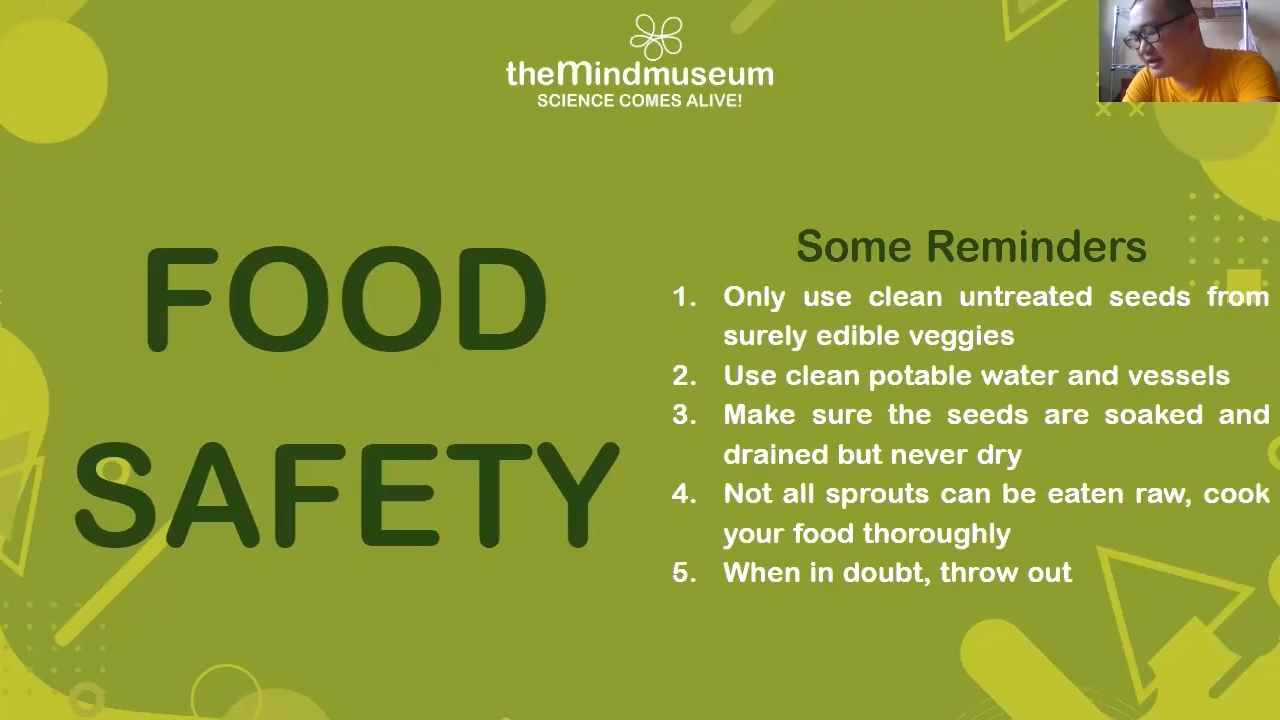 theMindmuseum
SCIENCE COMES ALIVE!
FOOD
SAFETY
Some Reminders
1. Only use clean untreated seeds from
surely edible veggies
2. Use clean potable water and vessels
3. Make sure the seeds are soaked and
drained but never dry
4. Not all sprouts can be eaten raw, cook
your food thoroughly
5. When in doubt, throw out